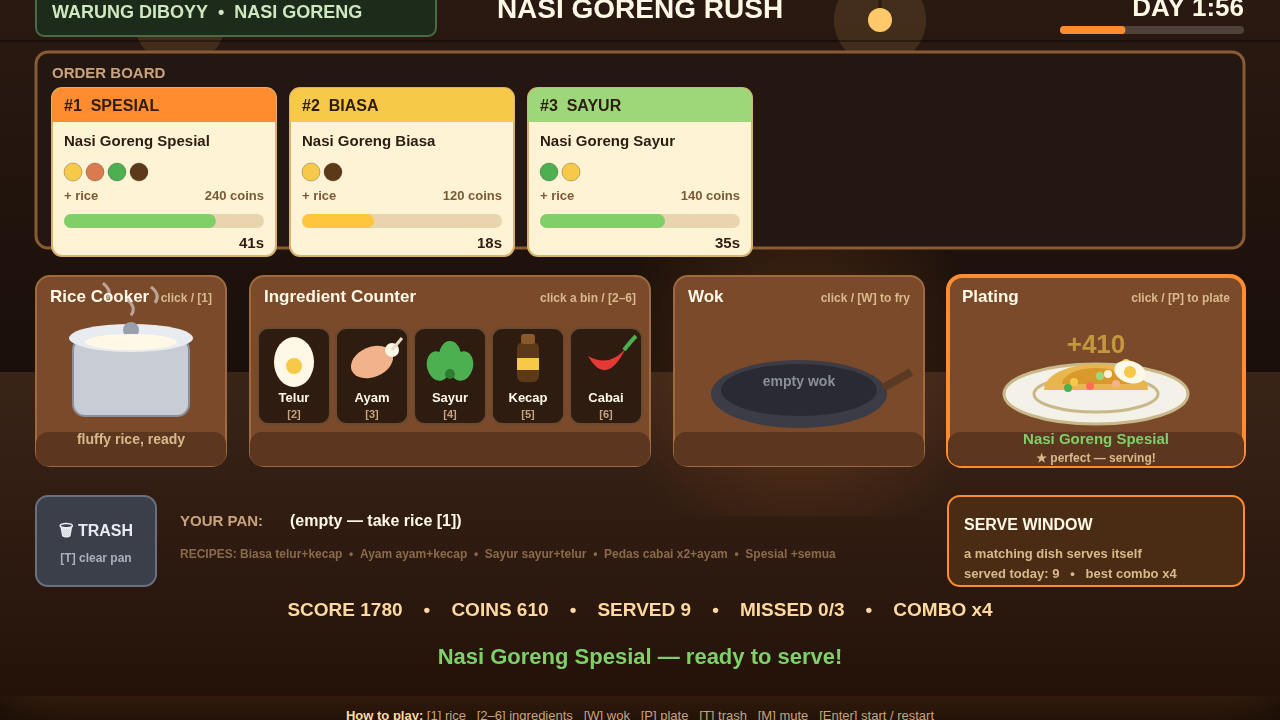 WARUNG DIBOYY • NASI GORENG
NASI GORENG RUSH
DAY 1:56
ORDER BOARD
#1 SPESIAL
Nasi Goreng Spesial
+ rice 240 coins
41s
#2 BIASA
Nasi Goreng Biasa
+ rice 120 coins
18s
#3 SAYUR
Nasi Goreng Sayur
+ rice 140 coins
35s
Rice Cooker click / [1]
fluffy rice, ready
Ingredient Counter click a bin / [2–6]
Telur
[2]
Ayam
[3]
Sayur
[4]
Kecap
[5]
Cabai
[6]
Wok click / [W] to fry
empty wok
Plating click / [P] to plate
+410
Nasi Goreng Spesial
★ perfect — serving!
TRASH
[T] clear pan
YOUR PAN: (empty — take rice [1])
RECIPES: Biasa telur+kecap • Ayam ayam+kecap • Sayur sayur+telur • Pedas cabai x2+ayam • Spesial +semua
SERVE WINDOW
a matching dish serves itself
served today: 9 • best combo x4
SCORE 1780 • COINS 610 • SERVED 9 • MISSED 0/3 • COMBO x4
Nasi Goreng Spesial — ready to serve!
How to play: [1] rice [2–6] ingredients [W] wok [P] plate [T] trash [M] mute [Enter] start / restart